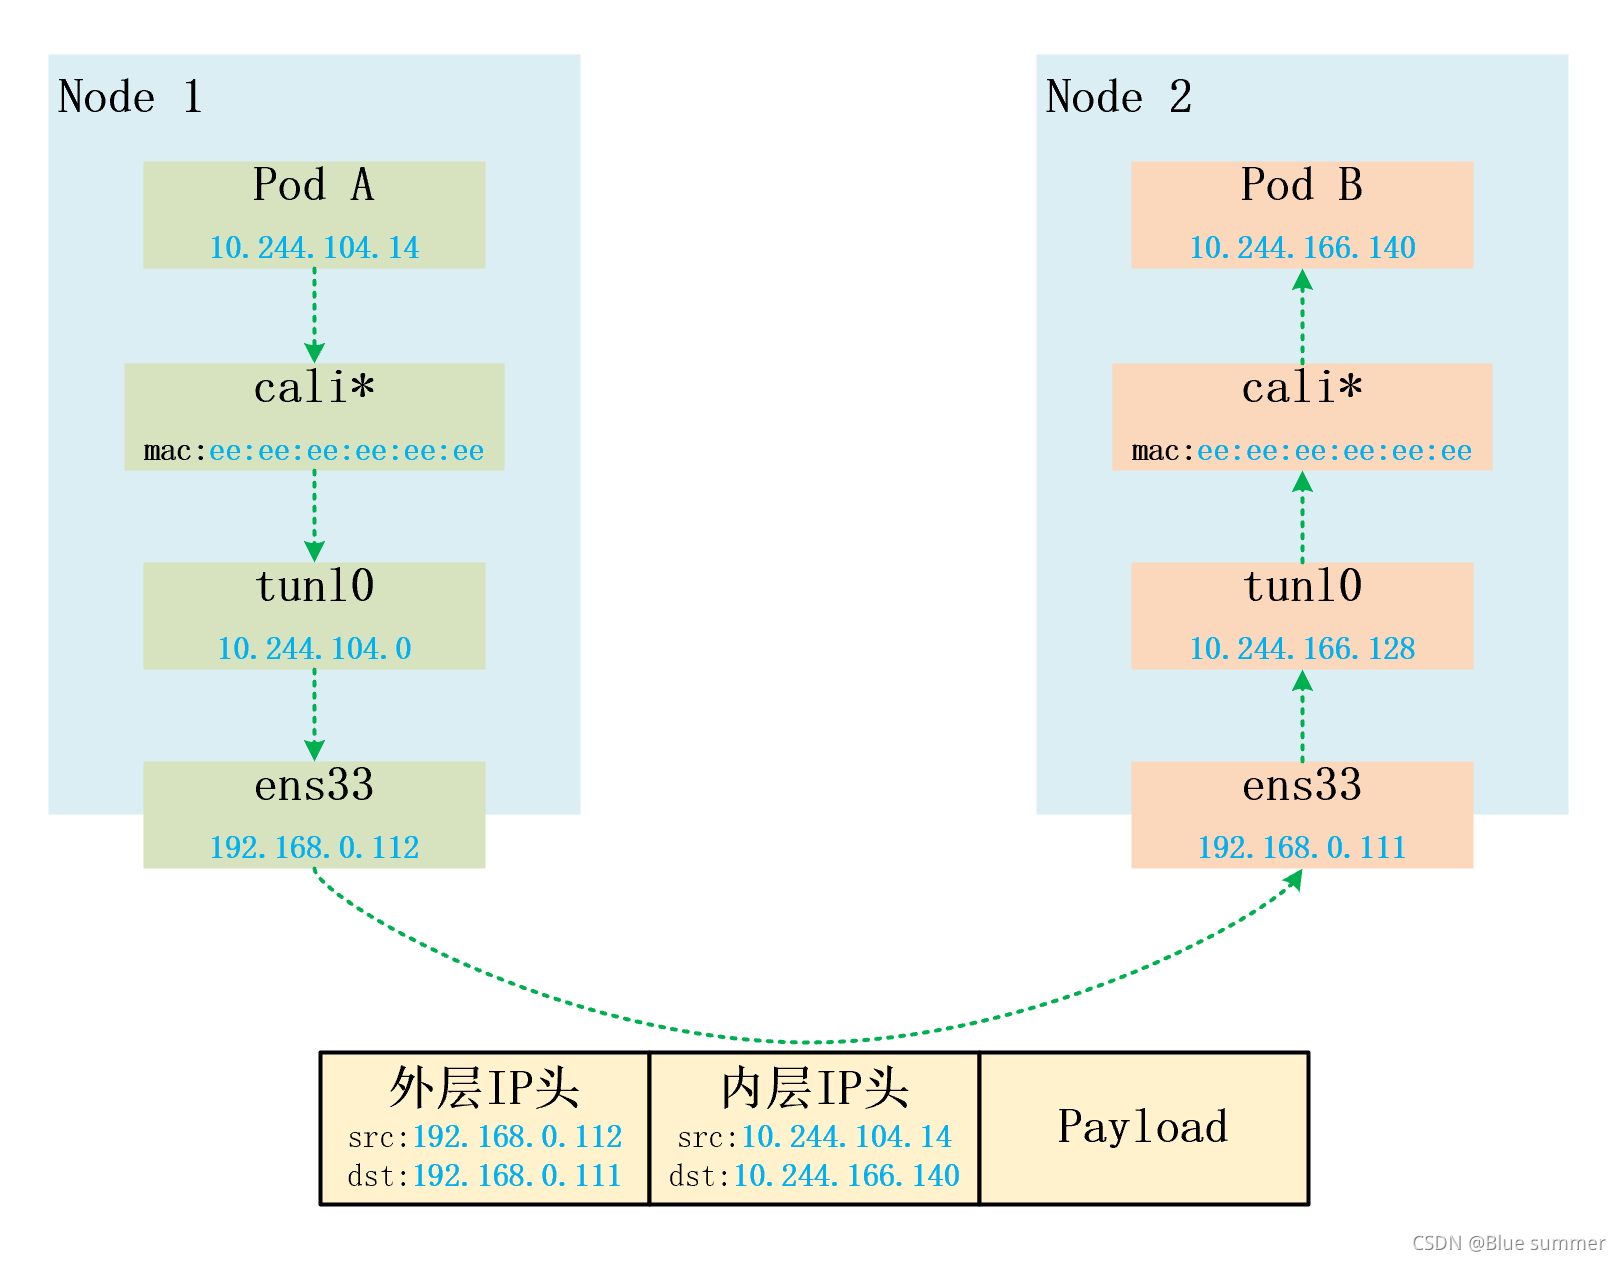 Node 1
Pod A
10.244.104.14
cali*
mac:ee:ee:ee:ee:ee:ee
tunl0
10.244.104.0
ens33
192.168.0.112
Node 2
Pod B
10.244.166.140
cali*
mac:ee:ee:ee:ee:ee:ee
tunl0
10.244.166.128
ens33
192.168.0.111
外层IP头
src:192.168.0.112
dst:192.168.0.111
内层IP头
src:10.244.104.14
dst:10.244.166.140
Payload
CSDN @Blue summer